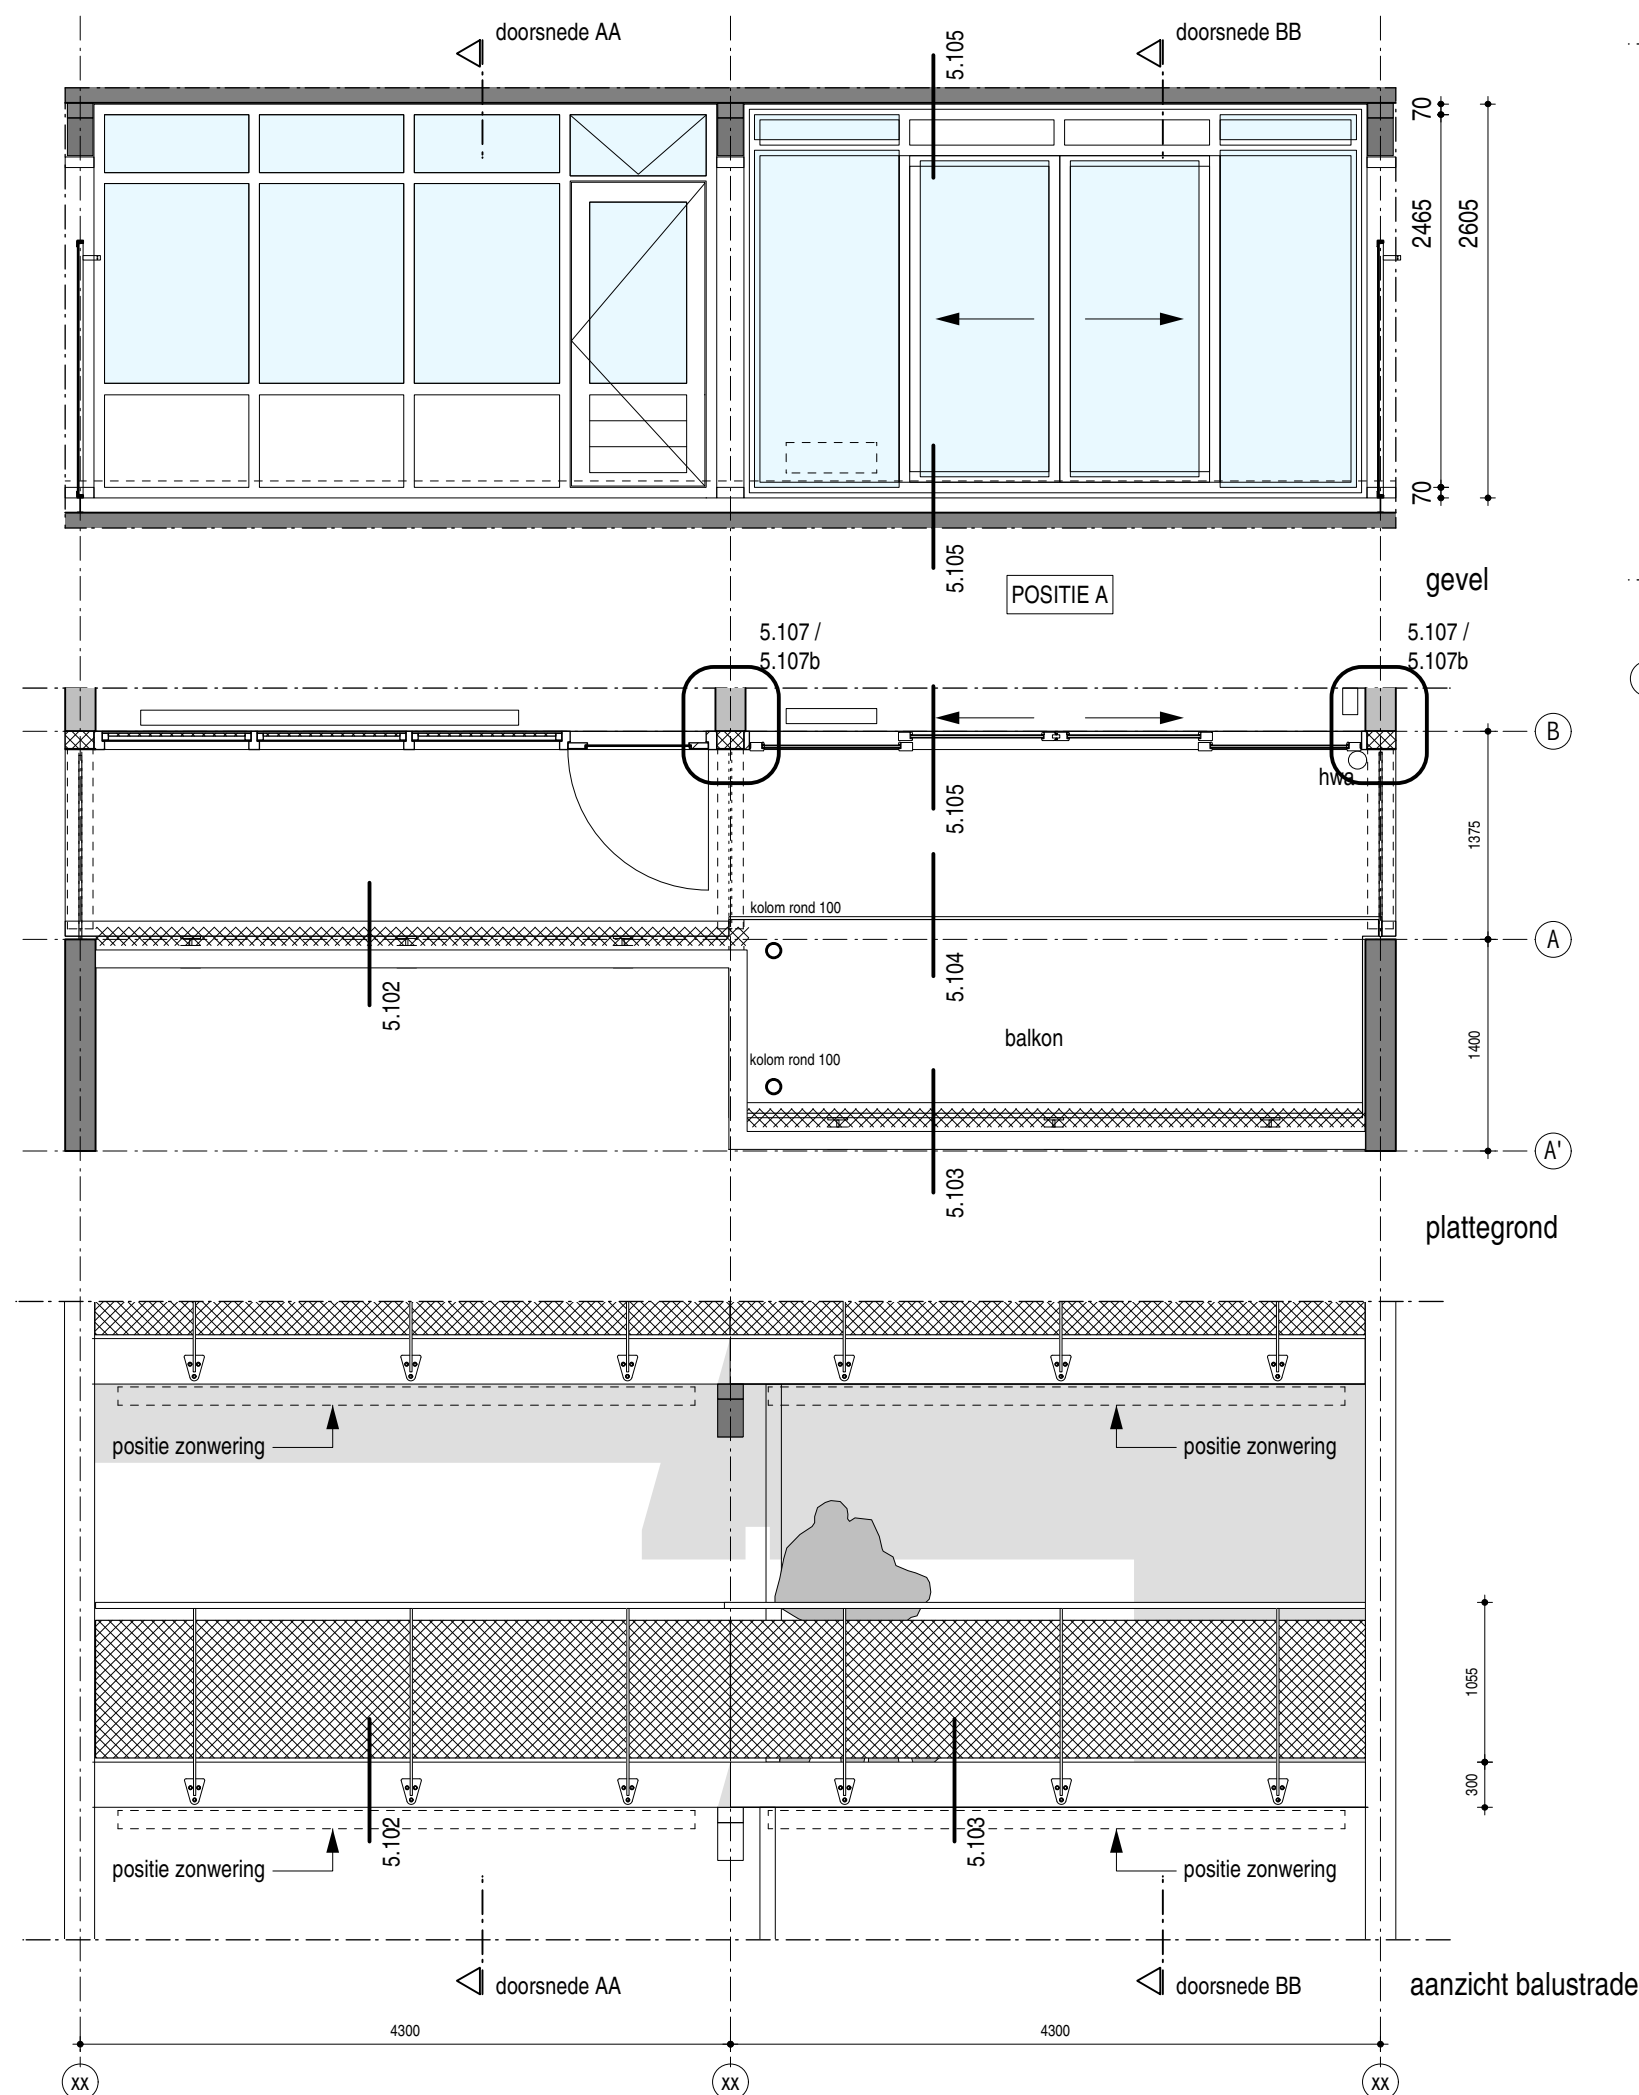 doorsnede AA
doorsnede BB
5.105
70
2465
2605
70
5.105
POSITIE A
gevel
5.107 /
5.107b
5.107 /
5.107b
B
hwa
5.105
1375
kolom rond 100
A
5.102
5.104
balkon
1400
kolom rond 100
A'
5.103
plattegrond
positie zonwering
positie zonwering
1055
300
5.102
5.103
positie zonwering
positie zonwering
doorsnede AA
doorsnede BB
aanzicht balustrade
4300
4300
xx
xx
xx